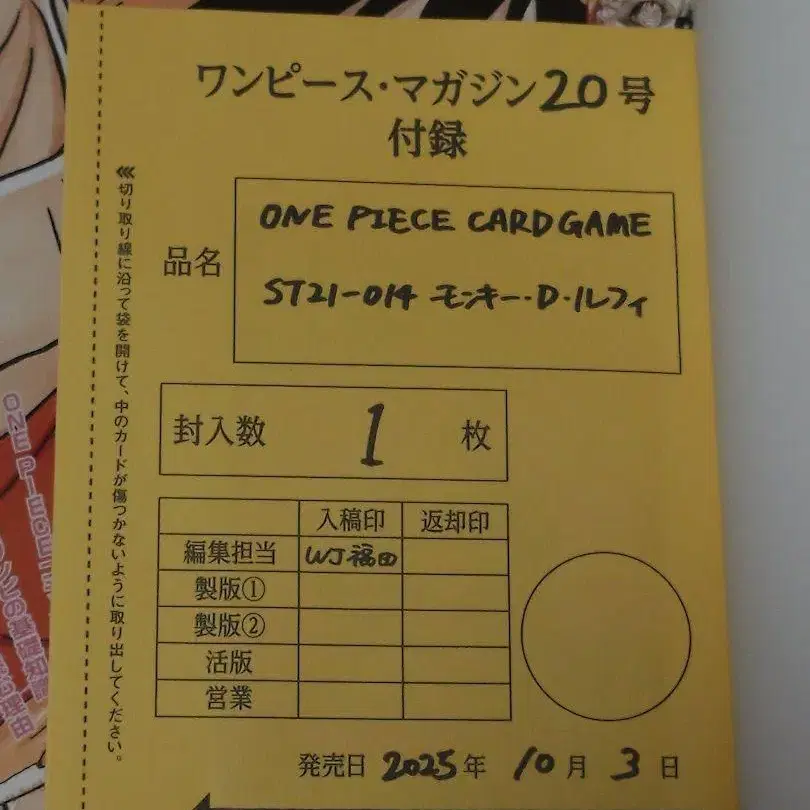 ワンピース・マガジン20号
付録
品名
ONE PIECE CARD GAME
ST21-014 モンキー・D・ルフィ
封入数 1 枚
入稿印 返却印
編集担当 WJ福田
製版①
製版②
活版
営業
発売日 2025年 10月 3日
切り取り線に沿って袋を開けて、中のカードが傷つかないように取り出してください。
ONE PIECE
の基礎知識